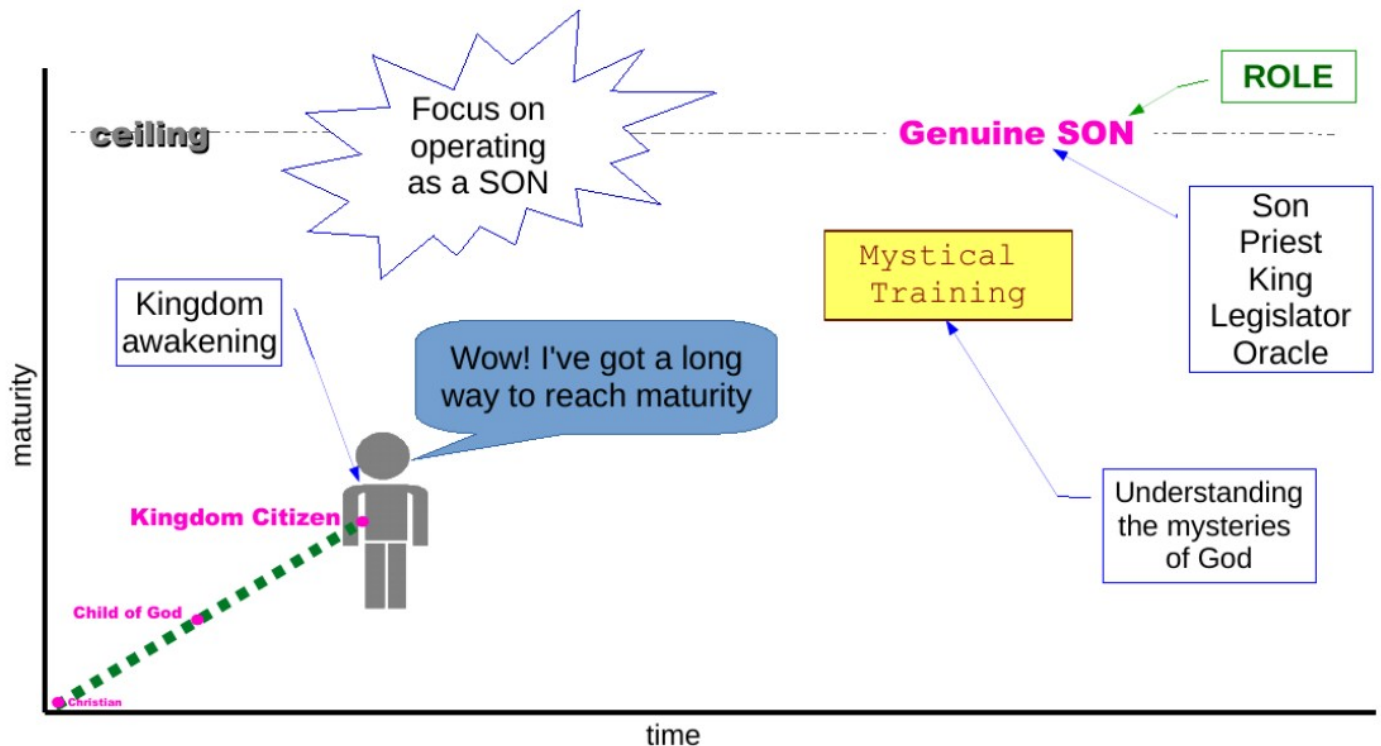 Focus on
operating
as a SON
ROLE
ceiling
Genuine SON
Son
Priest
King
Legislator
Oracle
Mystical
Training
Kingdom
awakening
Wow! I've got a long
way to reach maturity
maturity
Understanding
the mysteries
of God
Kingdom Citizen
Child of God
Christian
time